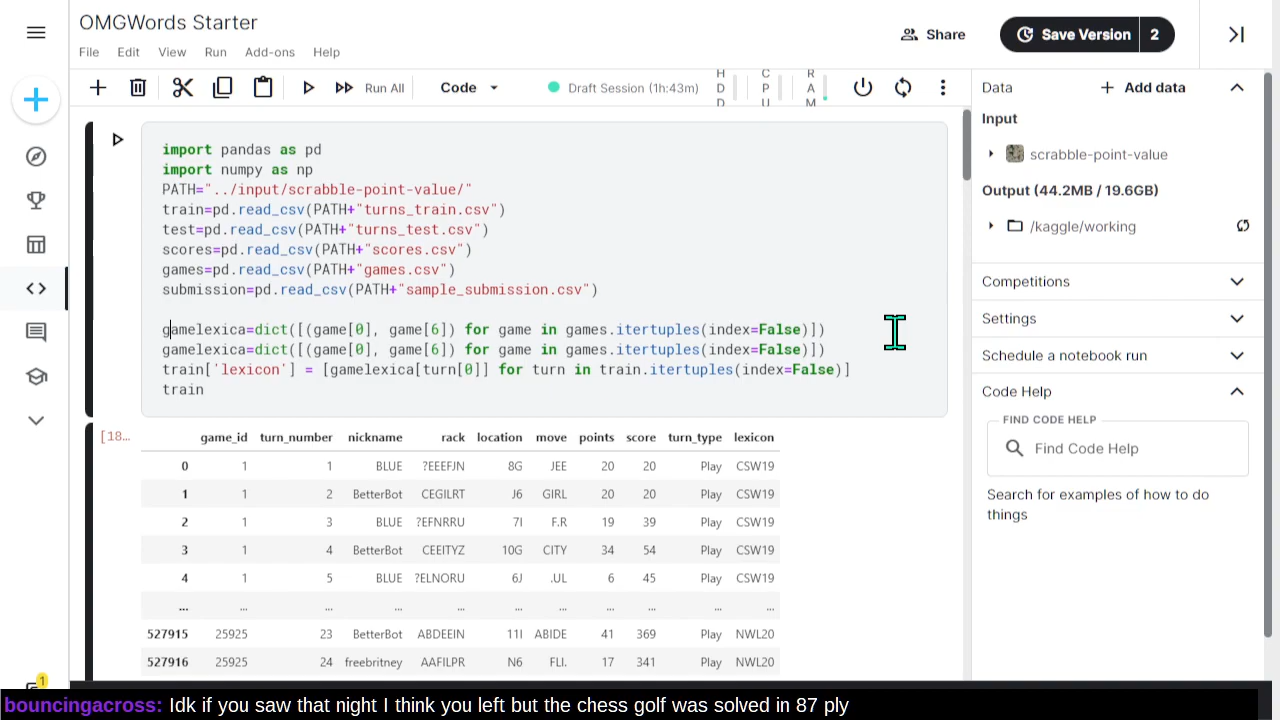 OMGWords Starter
File Edit View Run Add-ons Help
Share
Save Version 2
Run All
Code
Draft Session (1h:43m)
HDD
CPU
RAM
import pandas as pd
import numpy as np
PATH="../input/scrabble-point-value/"
train=pd.read_csv(PATH+"turns_train.csv")
test=pd.read_csv(PATH+"turns_test.csv")
scores=pd.read_csv(PATH+"scores.csv")
games=pd.read_csv(PATH+"games.csv")
submission=pd.read_csv(PATH+"sample_submission.csv")
gamelexica=dict([(game[0], game[6]) for game in games.itertuples(index=False)])
gamelexica=dict([(game[0], game[6]) for game in games.itertuples(index=False)])
train['lexicon'] = [gamelexica[turn[0]] for turn in train.itertuples(index=False)]
train
[18...
game_id turn_number nickname rack location move points score turn_type lexicon
0 1 1 BLUE ?EEEFJN 8G JEE 20 20 Play CSW19
1 1 2 BetterBot CEGILRT J6 GIRL 20 20 Play CSW19
2 1 3 BLUE ?EFNRRU 7I F.R 19 39 Play CSW19
3 1 4 BetterBot CEEITYZ 10G CITY 34 54 Play CSW19
4 1 5 BLUE ?ELNORU 6J .UL 6 45 Play CSW19
... ... ... ... ... ... ... ... ... ... ...
527915 25925 23 BetterBot ABDEEIN 11I ABIDE 41 369 Play NWL20
527916 25925 24 freebritney AAFILPR N6 FLI. 17 341 Play NWL20
Data
Add data
Input
scrabble-point-value
Output (44.2MB / 19.6GB)
/kaggle/working
Competitions
Settings
Schedule a notebook run
Code Help
FIND CODE HELP
Find Code Help
Search for examples of how to do
things
1
bouncingacross: Idk if you saw that night I think you left but the chess golf was solved in 87 ply